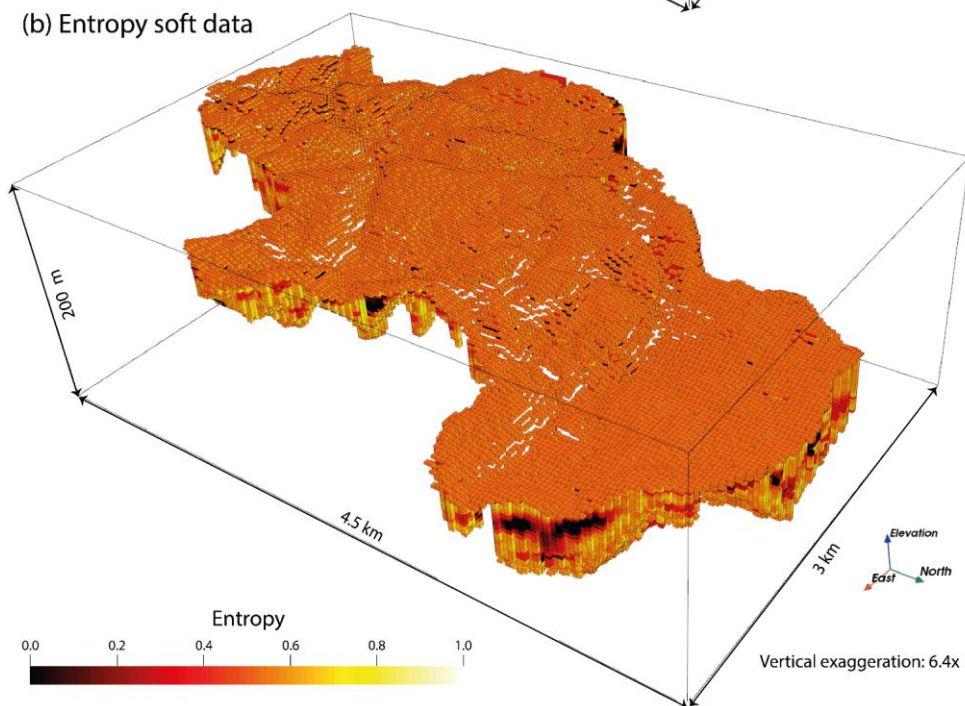 (b) Entropy soft data
200 m
4.5 km
3 km
Elevation
East
North
Entropy
0.0 0.2 0.4 0.6 0.8 1.0
Vertical exaggeration: 6.4x